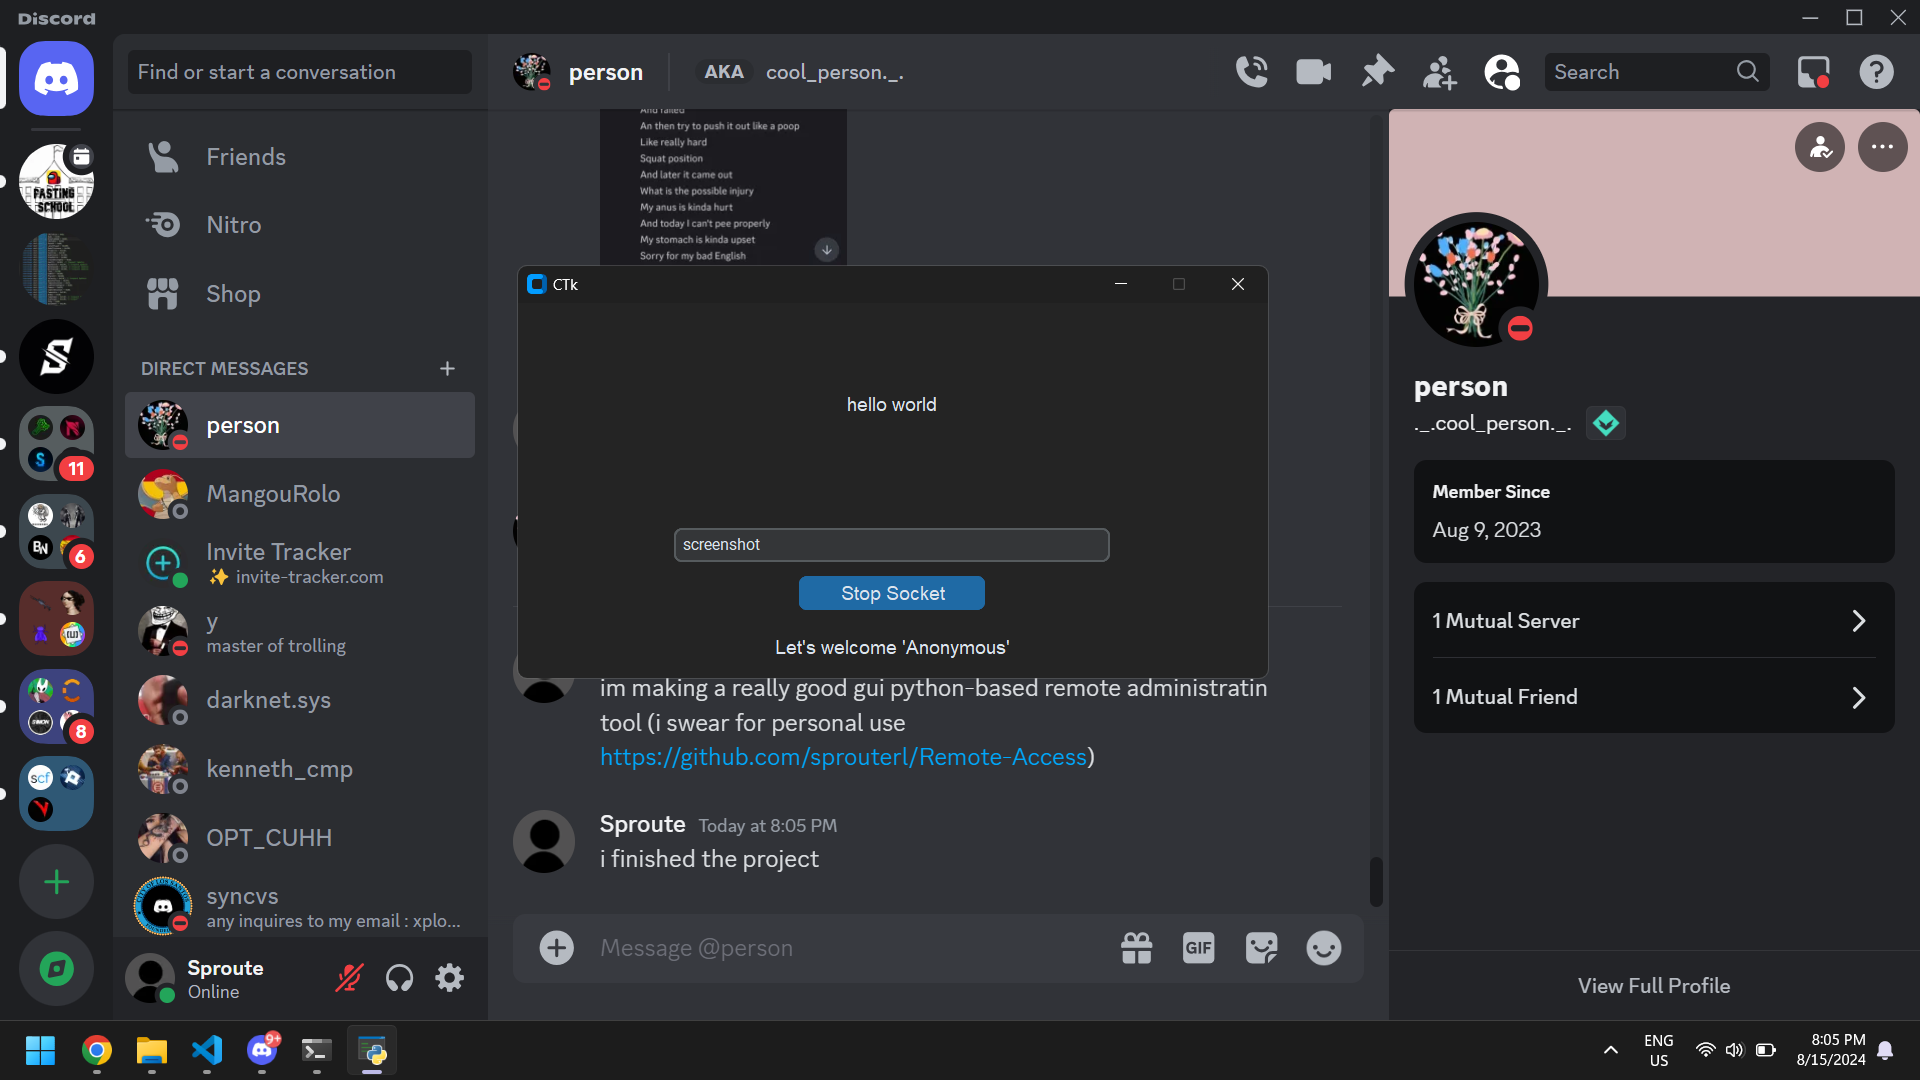 Discord
Find or start a conversation
person
AKA
cool_person._.
Search
Friends
Nitro
Shop
DIRECT MESSAGES
person
MangouRolo
Invite Tracker
✨ invite-tracker.com
y
master of trolling
darknet.sys
kenneth_cmp
OPT_CUHH
syncvs
any inquires to my email : xplo...
Sproute
Online
FASTING
SCHOOL
11
BN
6
8
scf
And failed
An then try to push it out like a poop
Like really hard
Squat position
And later it came out
What is the possible injury
My anus is kinda hurt
And today I can't pee properly
My stomach is kinda upset
Sorry for my bad English
CTk
hello world
screenshot
Stop Socket
Let's welcome 'Anonymous'
im making a really good gui python-based remote administratin
tool (i swear for personal use
https://github.com/sprouterl/Remote-Access)
Sproute Today at 8:05 PM
i finished the project
Message @person
GIF
person
._.cool_person._.
Member Since
Aug 9, 2023
1 Mutual Server
1 Mutual Friend
View Full Profile
9+
ENG
US
8:05 PM
8/15/2024